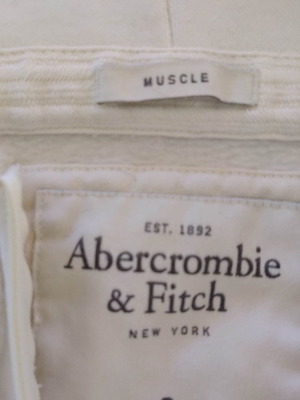 MUSCLE
EST. 1892
Abercrombie
& Fitch
NEW YORK